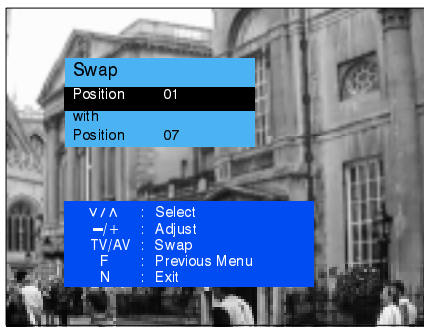 Swap
Position 01
with
Position 07
∨/∧ : Select
–/+ : Adjust
TV/AV : Swap
F : Previous Menu
N : Exit